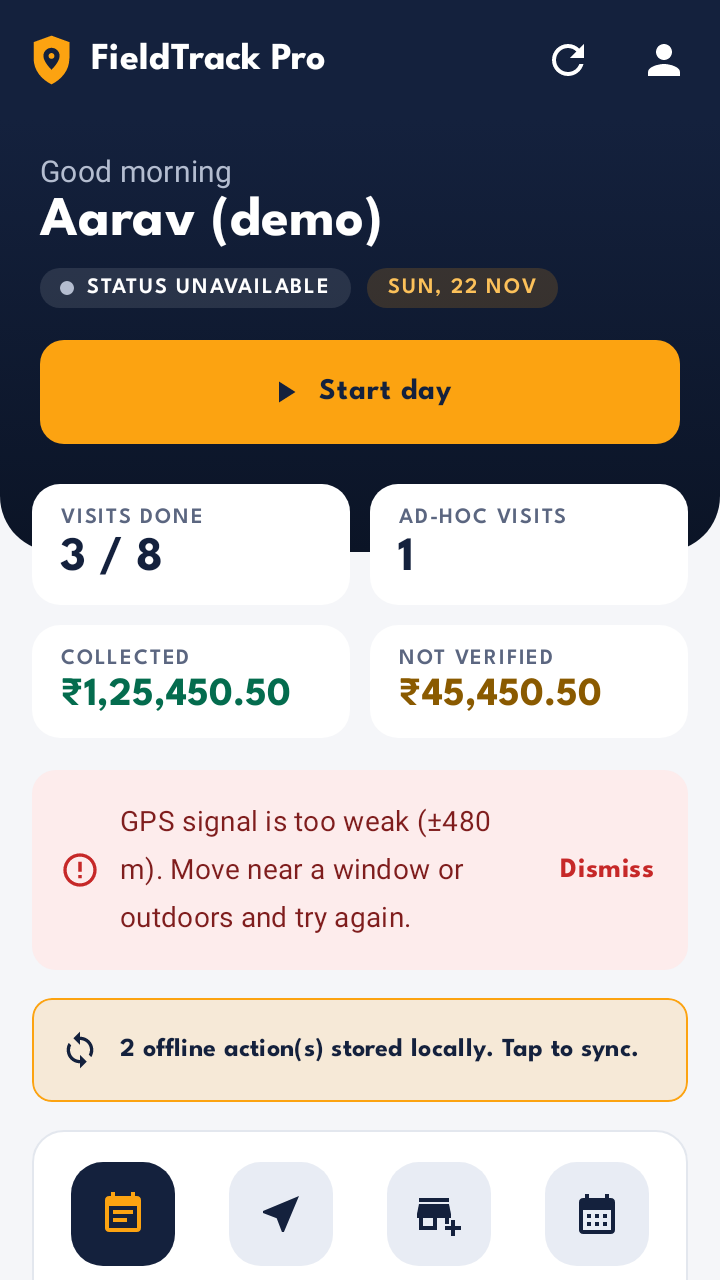 FieldTrack Pro
Good morning
Aarav (demo)
STATUS UNAVAILABLE
SUN, 22 NOV
Start day
VISITS DONE
3 / 8
AD-HOC VISITS
1
COLLECTED
₹1,25,450.50
NOT VERIFIED
₹45,450.50
GPS signal is too weak (±480
m). Move near a window or
outdoors and try again.
Dismiss
2 offline action(s) stored locally. Tap to sync.